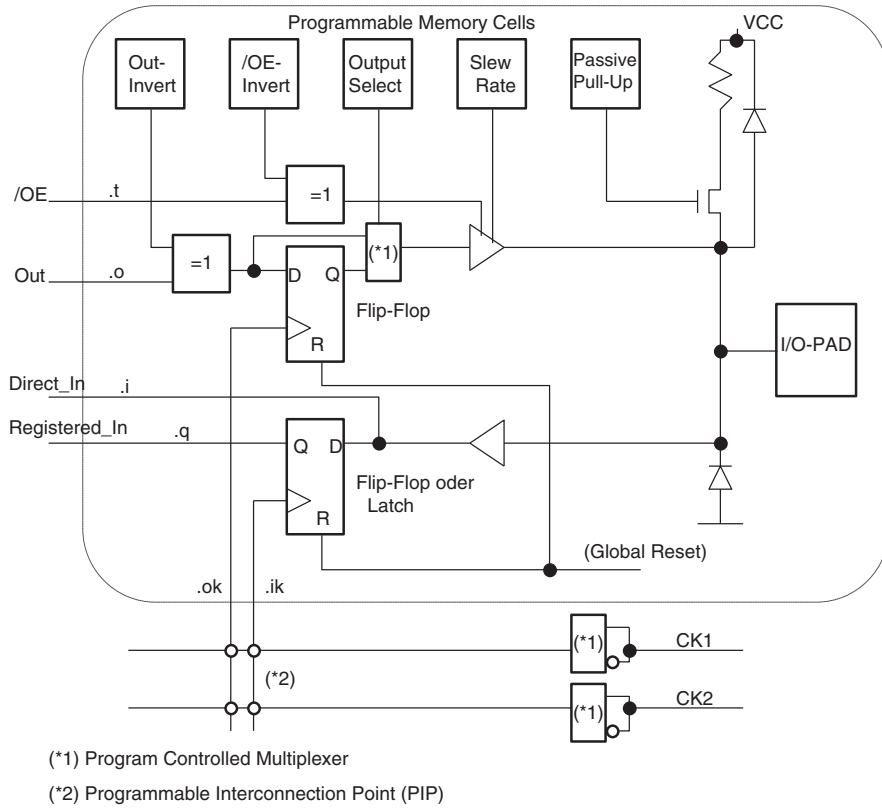 Programmable Memory Cells
VCC
Out-
Invert
/OE-
Invert
Output
Select
Slew
Rate
Passive
Pull-Up
/OE
.t
=1
Out
.o
=1
(*1)
D
Q
R
Flip-Flop
I/O-PAD
Direct_In
.i
Registered_In
.q
Q
D
R
Flip-Flop oder
Latch
(Global Reset)
.ok
.ik
(*1)
CK1
(*2)
(*1)
CK2
(*1) Program Controlled Multiplexer
(*2) Programmable Interconnection Point (PIP)